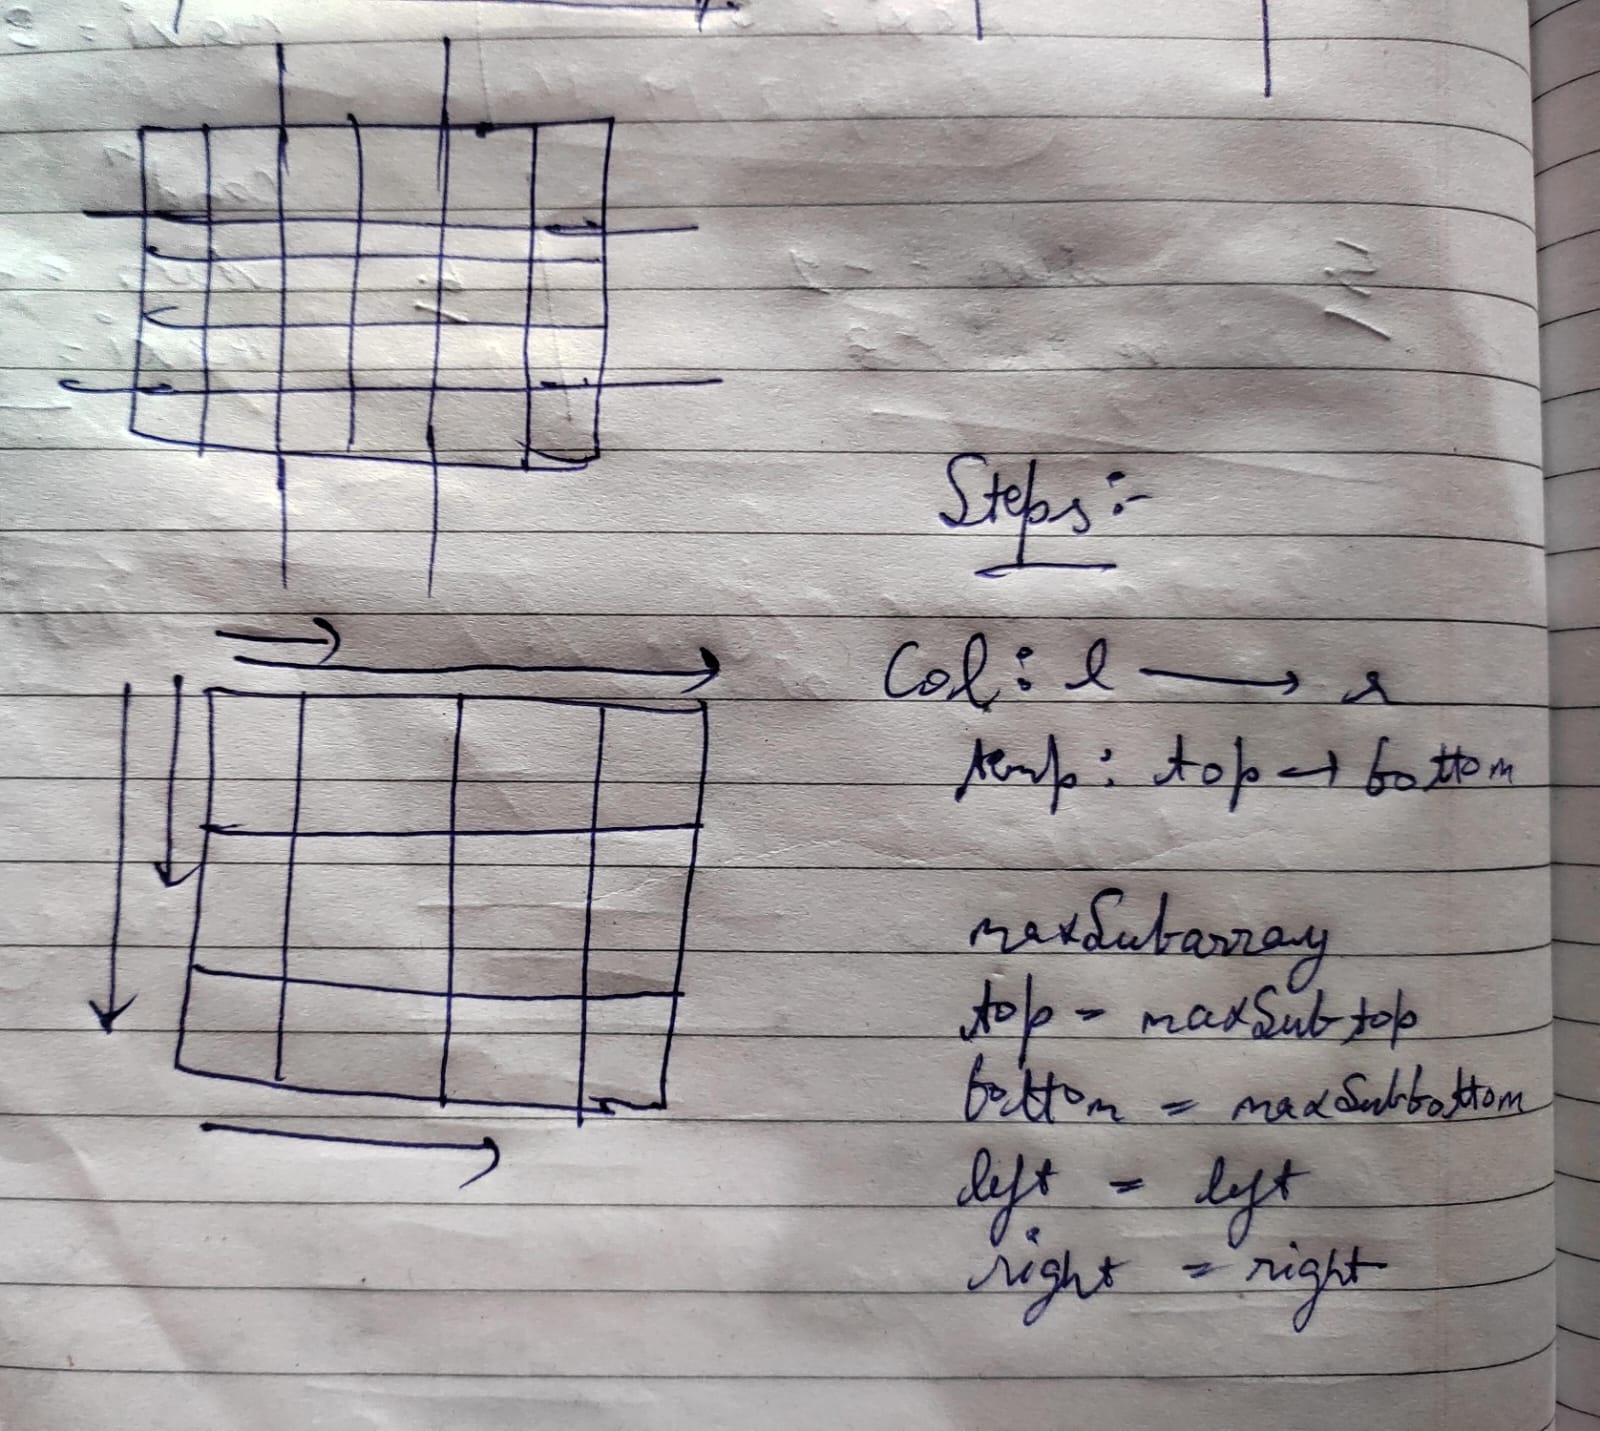 Steps :-
Col : l → r
temp : top → bottom
maxSubarray
top = maxSubtop
bottom = maxSubbottom
left = left
right = right